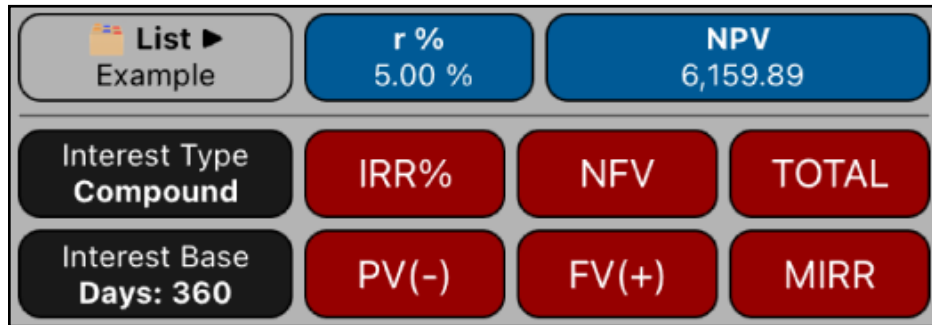 List ▶
Example
r %
5.00 %
NPV
6,159.89
Interest Type
Compound
IRR%
NFV
TOTAL
Interest Base
Days: 360
PV(-)
FV(+)
MIRR